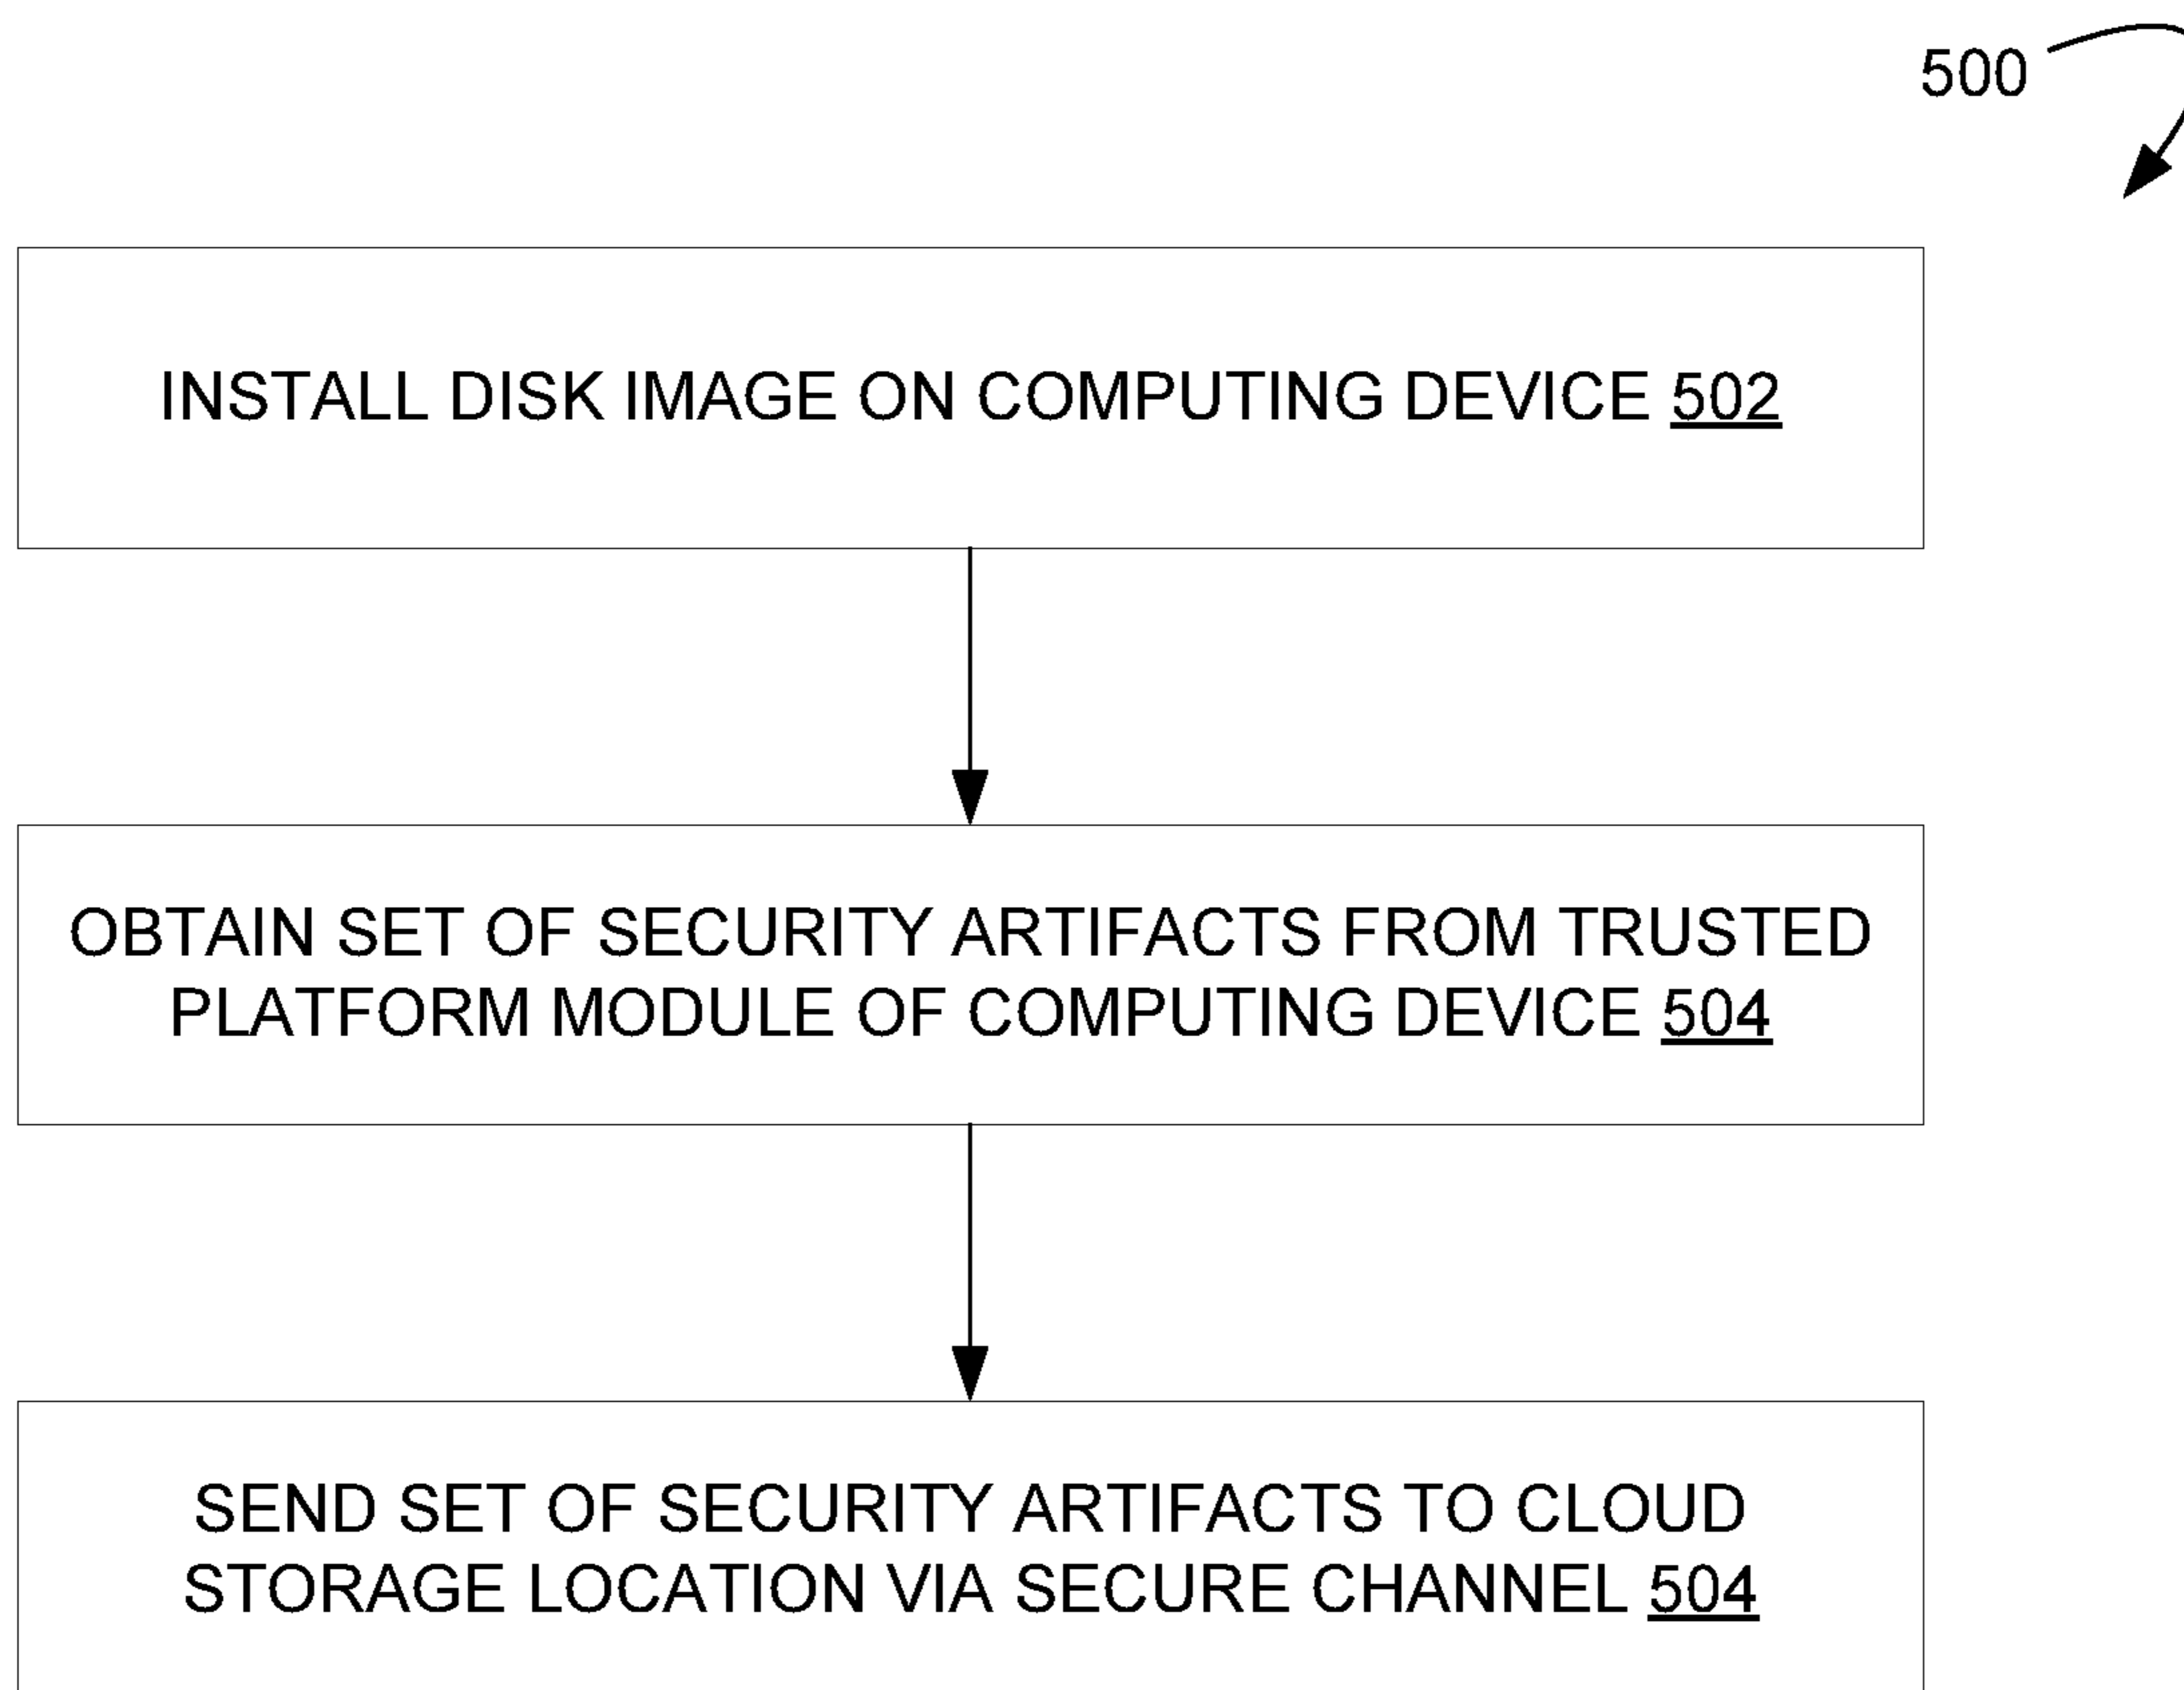 500
INSTALL DISK IMAGE ON COMPUTING DEVICE 502
OBTAIN SET OF SECURITY ARTIFACTS FROM TRUSTED
PLATFORM MODULE OF COMPUTING DEVICE 504
SEND SET OF SECURITY ARTIFACTS TO CLOUD
STORAGE LOCATION VIA SECURE CHANNEL 504